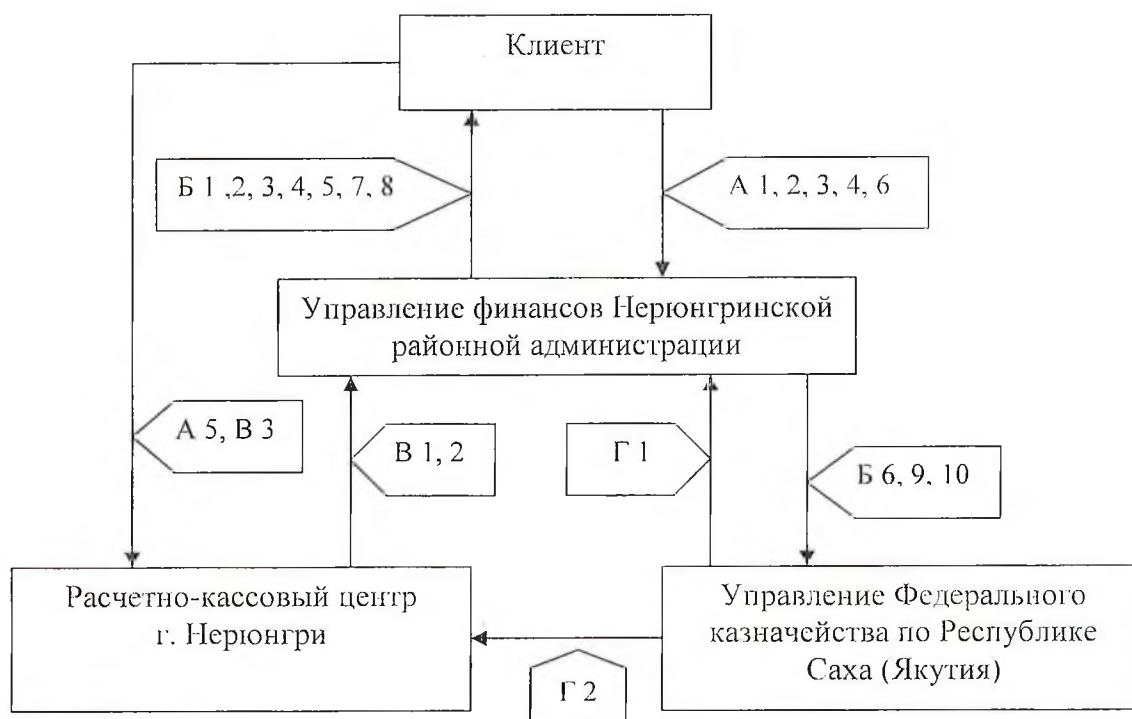 Клиент
Б 1 ,2, 3, 4, 5, 7, 8
А 1, 2, 3, 4, 6
Управление финансов Нерюнгринской
районной администрации
А 5, В 3
В 1, 2
Г 1
Б 6, 9, 10
Расчетно-кассовый центр
г. Нерюнгри
Управление Федерального
казначейства по Республике
Саха (Якутия)
Г 2